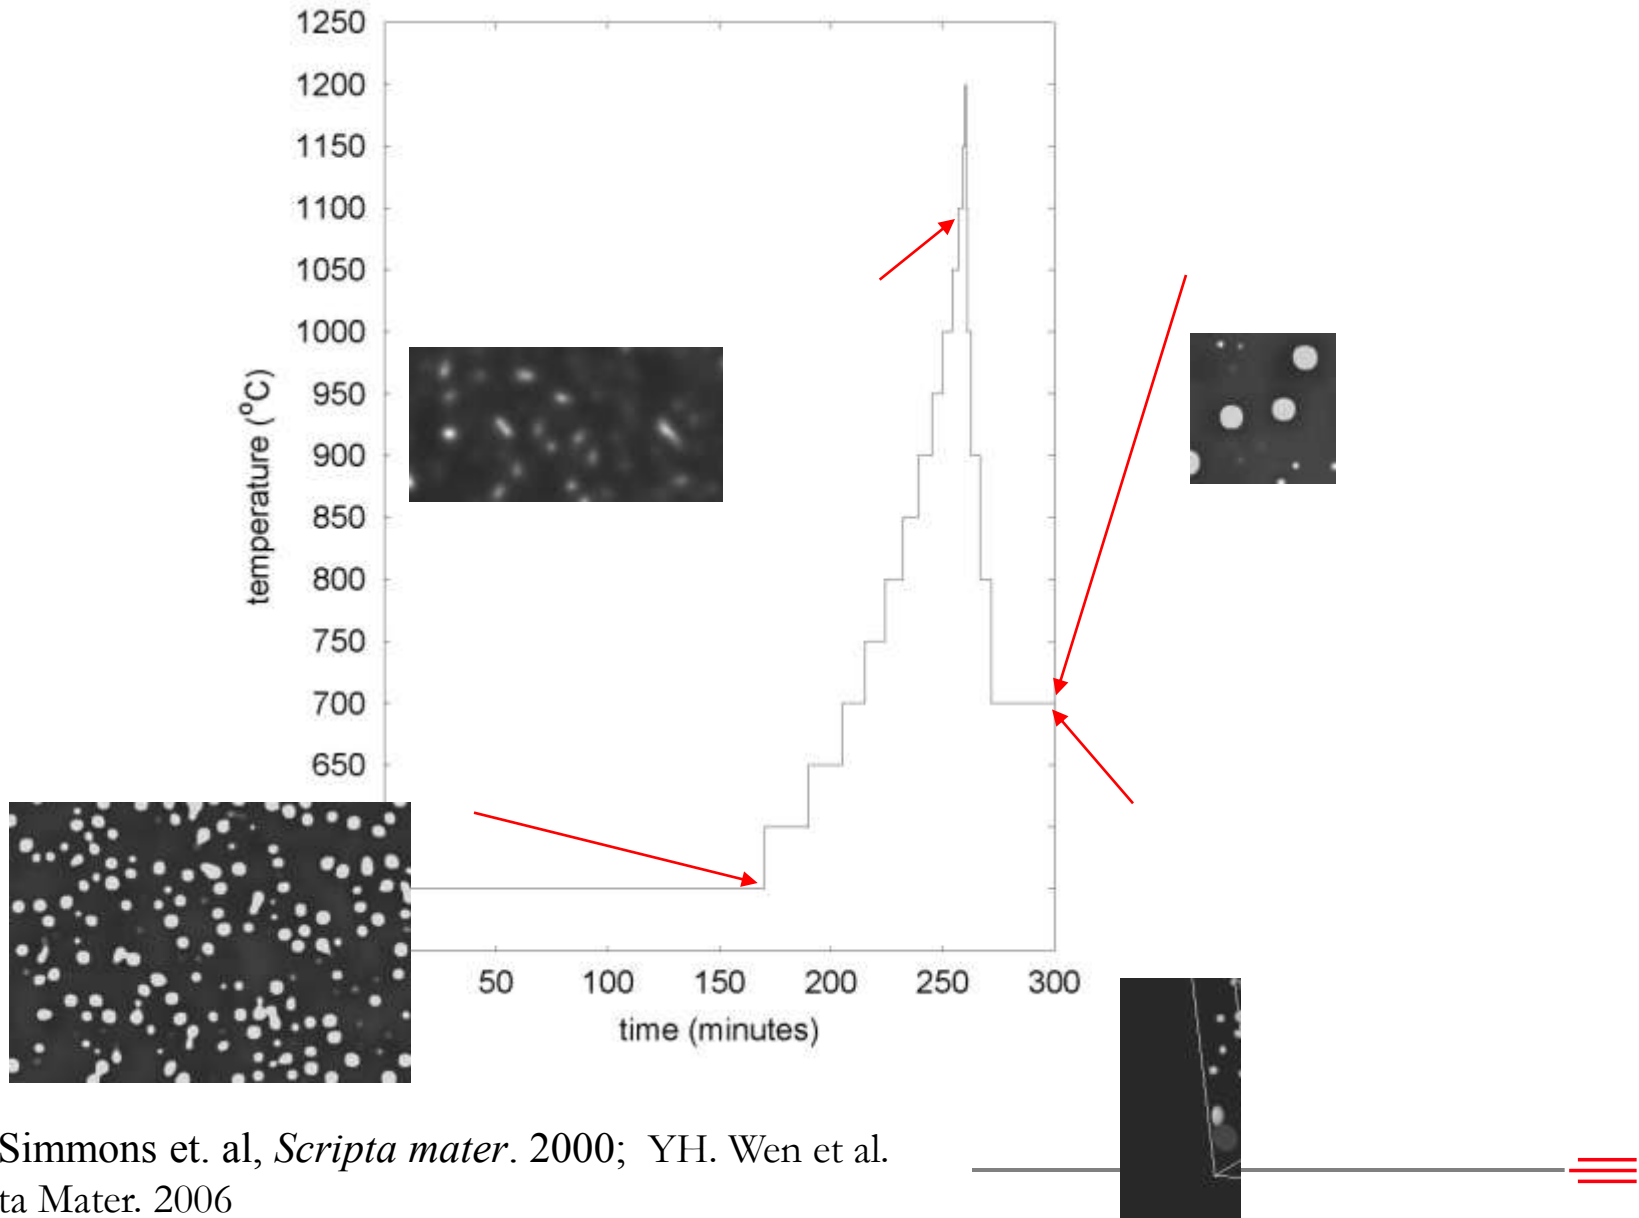 1250
1200
1150
1100
1050
1000
950
900
850
800
750
700
650
temperature (ºC)
50 100 150 200 250 300
time (minutes)
Simmons et. al, Scripta mater. 2000; YH. Wen et al.
ta Mater. 2006